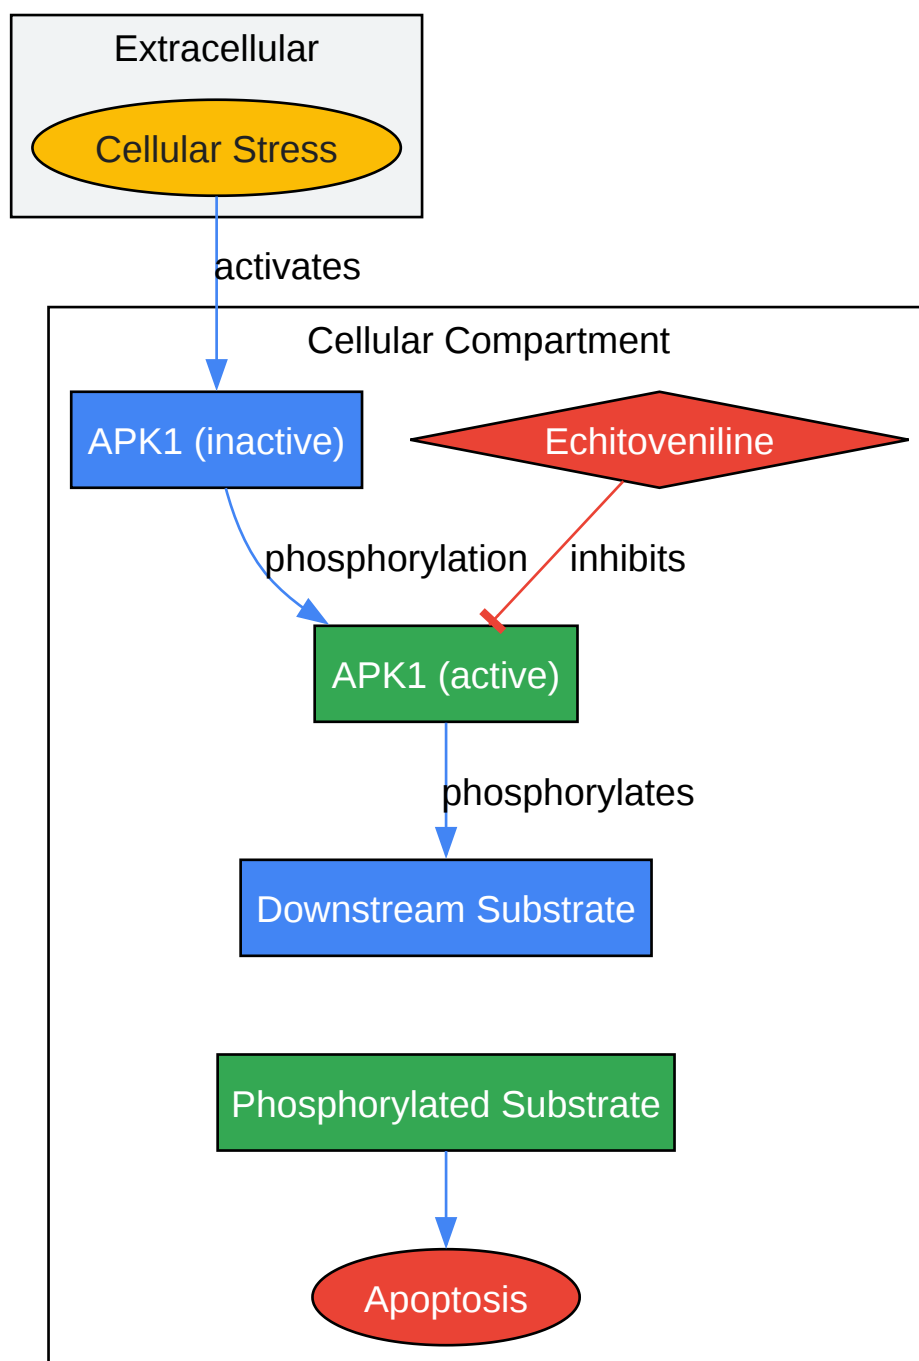 Extracellular
Cellular Stress
activates
Cellular Compartment
APK1 (inactive)
Echitoveniline
phosphorylation
inhibits
APK1 (active)
phosphorylates
Downstream Substrate
Phosphorylated Substrate
Apoptosis